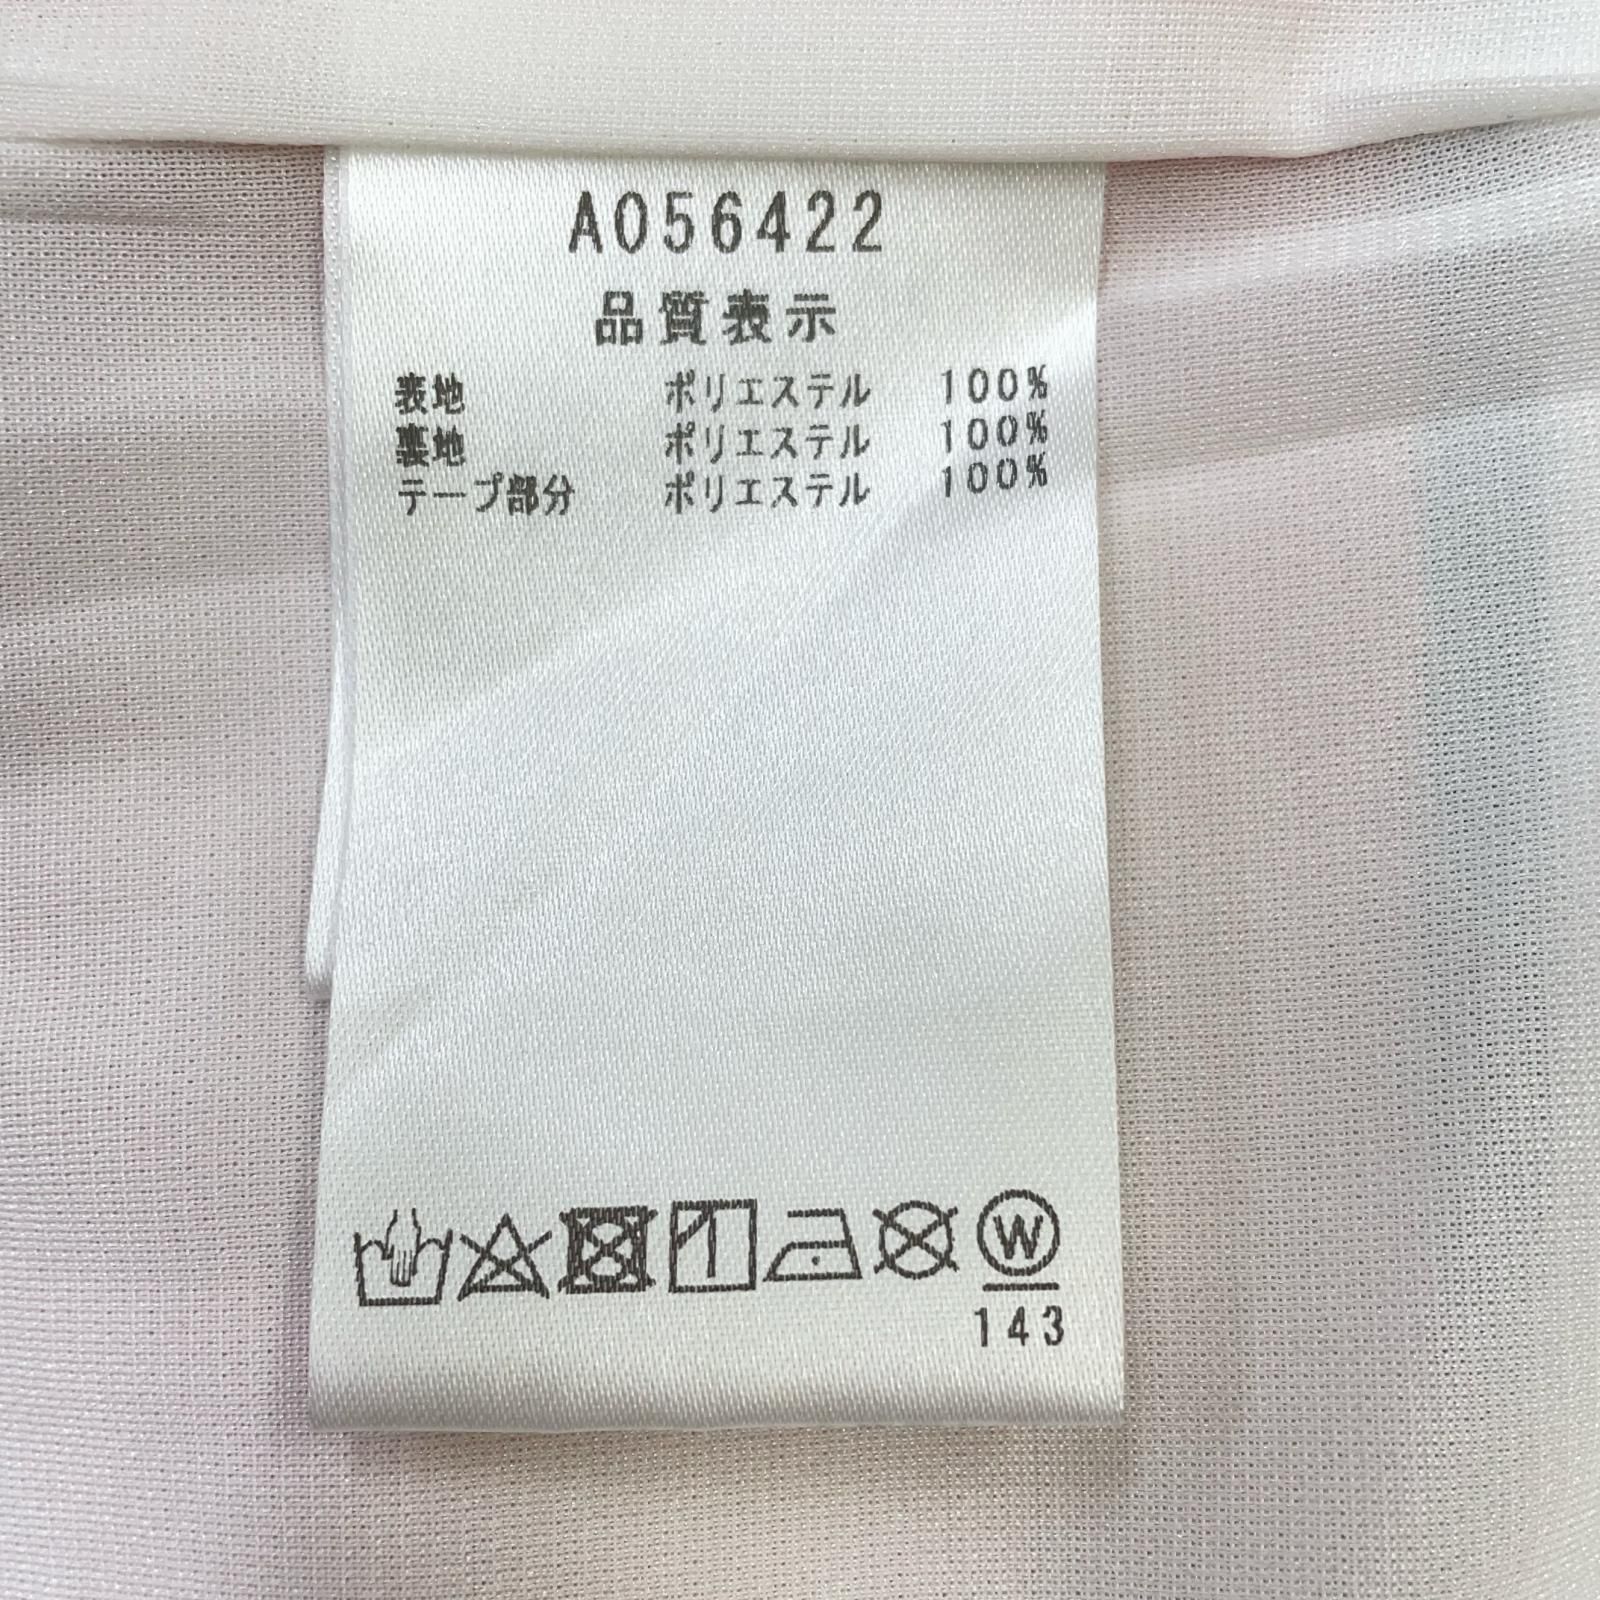 A056422
品質表示
表地 ポリエステル 100%
裏地 ポリエステル 100%
テープ部分 ポリエステル 100%
W
143